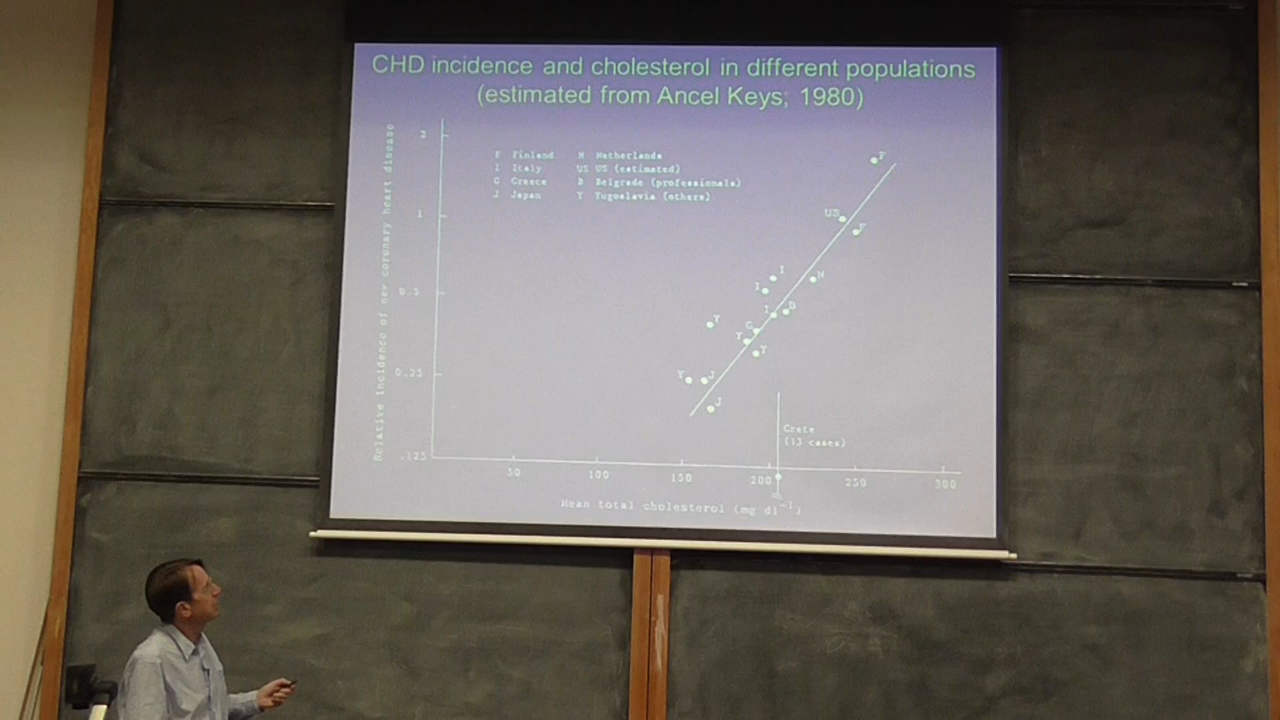 CHD incidence and cholesterol in different populations
(estimated from Ancel Keys; 1980)
Relative incidence of new coronary heart disease
2
1
0.5
0.25
.125
F Finland N Netherlands
I Italy US US (estimated)
G Greece B Belgrade (professionals)
J Japan Y Yugoslavia (others)
F
US
F
I
N
I
I
B
Y
G
Y
Y
Y
J
J
Crete
(13 cases)
50 100 150 200 250 300
Mean total cholesterol (mg dl⁻¹)